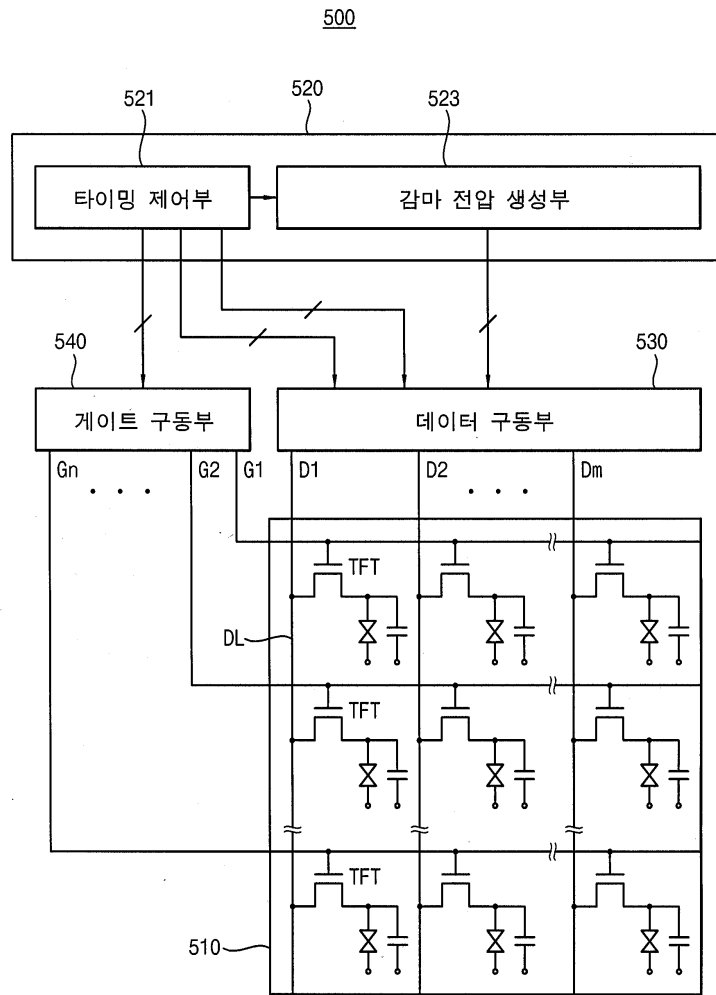 500
520
521
523
타이밍 제어부
감마 전압 생성부
540
530
게이트 구동부
데이터 구동부
Gn
G2
G1
D1
D2
Dm
TFT
DL
TFT
TFT
510